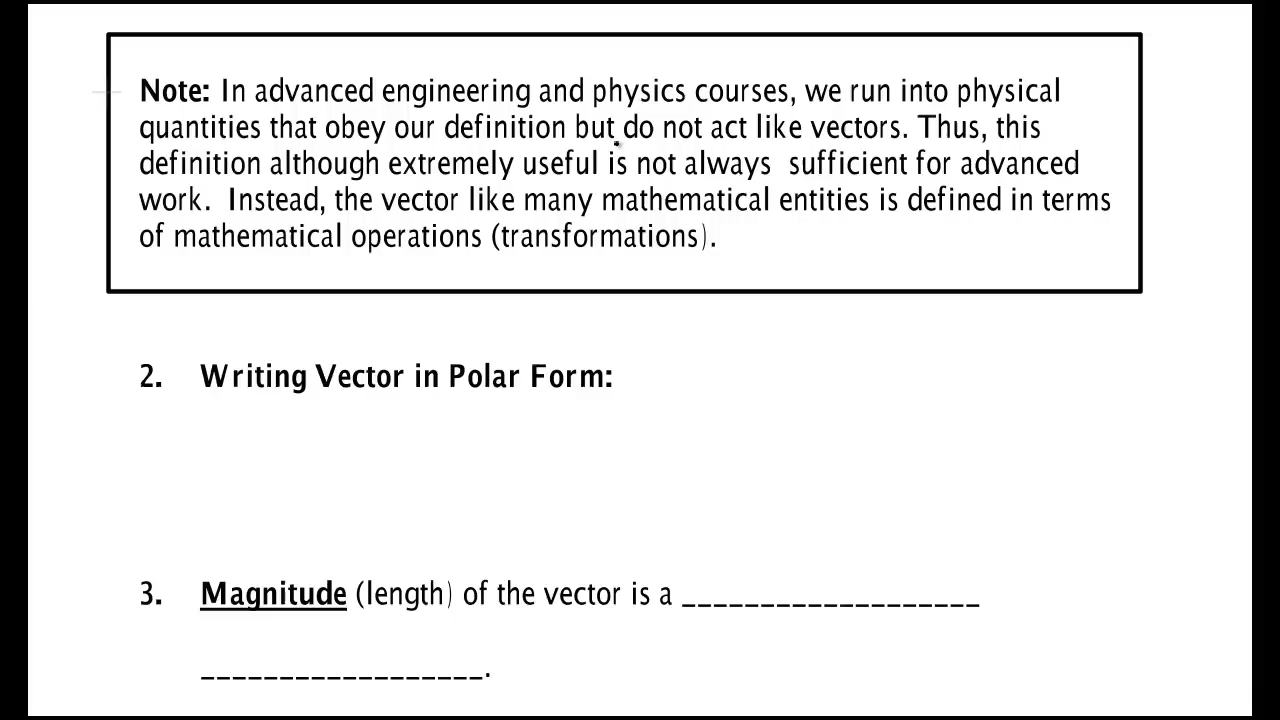 Note: In advanced engineering and physics courses, we run into physical
quantities that obey our definition but do not act like vectors. Thus, this
definition although extremely useful is not always sufficient for advanced
work. Instead, the vector like many mathematical entities is defined in terms
of mathematical operations (transformations).
2. Writing Vector in Polar Form:
3. Magnitude (length) of the vector is a ___________________
__________________.